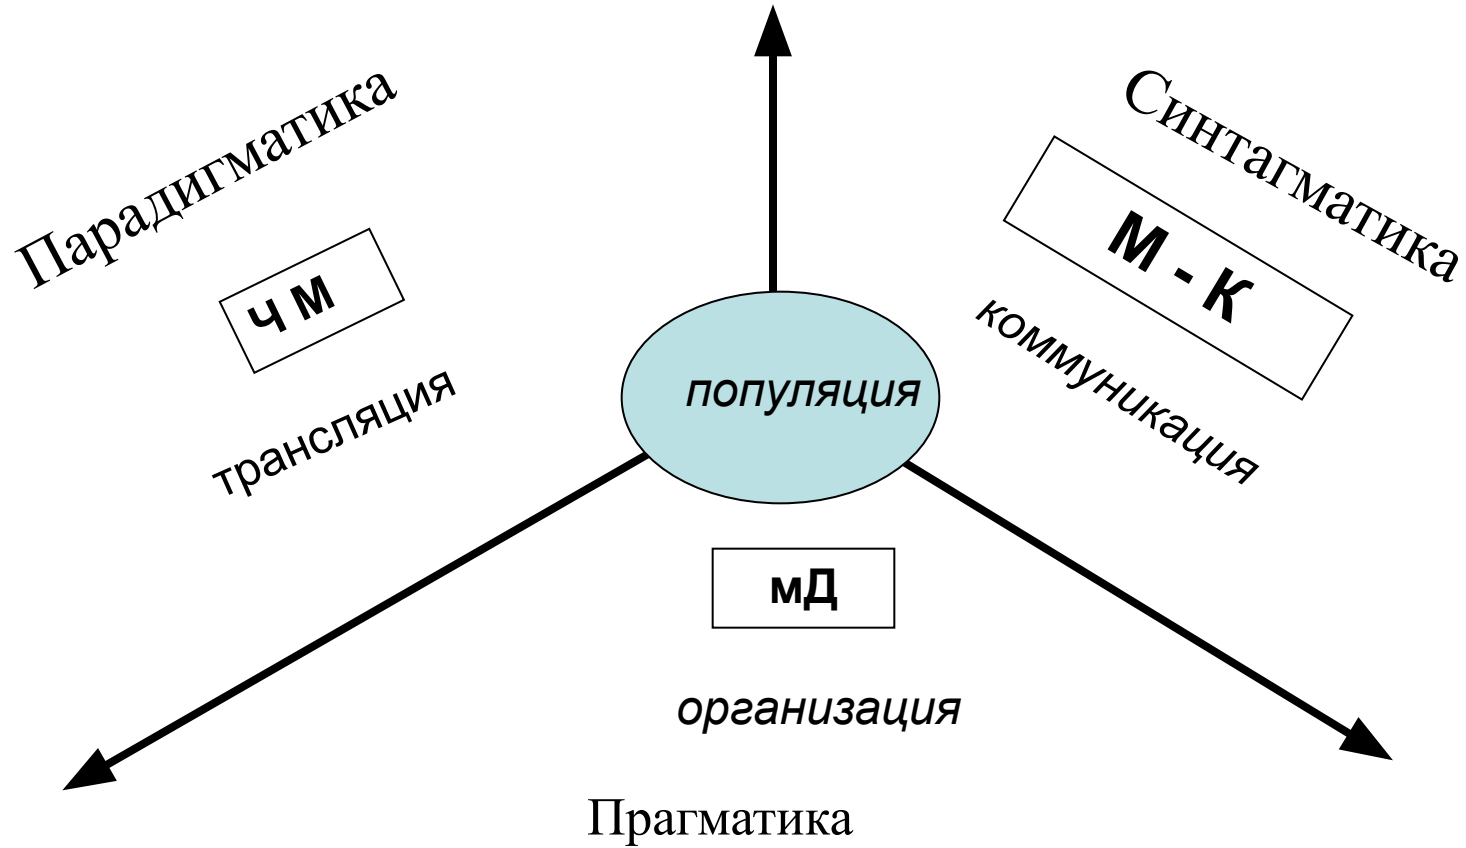 Парадигматика
Ч М
трансляция
Синтагматика
М - К
коммуникация
популяция
мД
организация
Прагматика